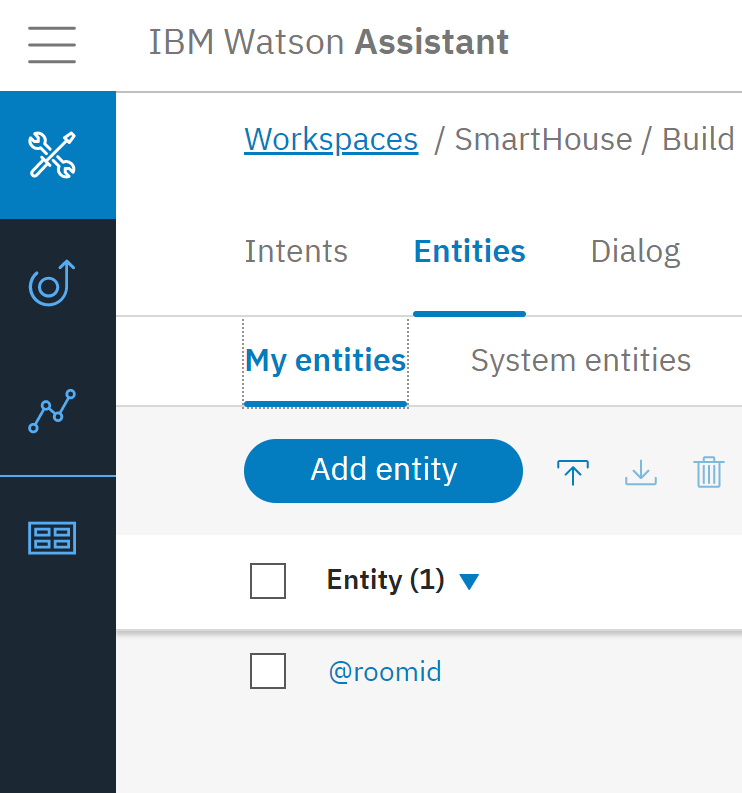 IBM Watson Assistant
Workspaces / SmartHouse / Build
Intents Entities Dialog
My entities System entities
Add entity
Entity (1)
@roomid